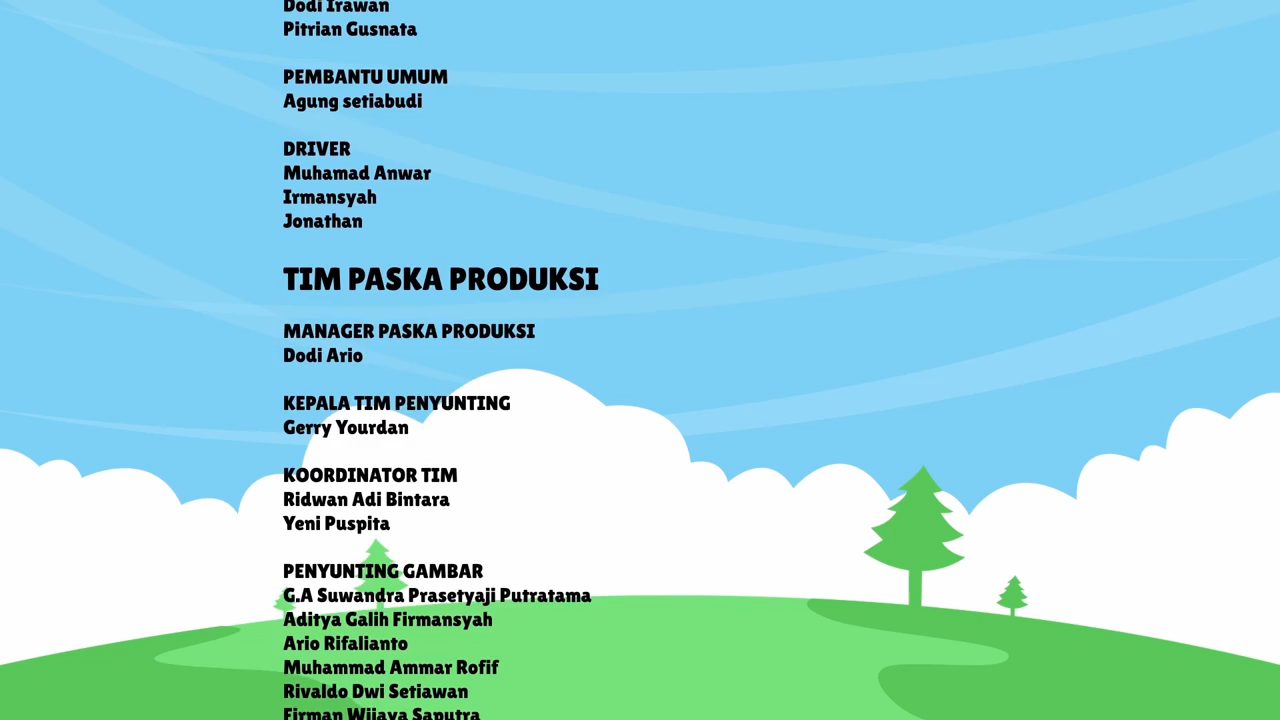 Dodi Irawan
Pitrian Gusnata
PEMBANTU UMUM
Agung setiabudi
DRIVER
Muhamad Anwar
Irmansyah
Jonathan
TIM PASKA PRODUKSI
MANAGER PASKA PRODUKSI
Dodi Ario
KEPALA TIM PENYUNTING
Gerry Yourdan
KOORDINATOR TIM
Ridwan Adi Bintara
Yeni Puspita
PENYUNTING GAMBAR
G.A Suwandra Prasetyaji Putratama
Aditya Galih Firmansyah
Ario Rifalianto
Muhammad Ammar Rofif
Rivaldo Dwi Setiawan
Firman Wijaya Saputra